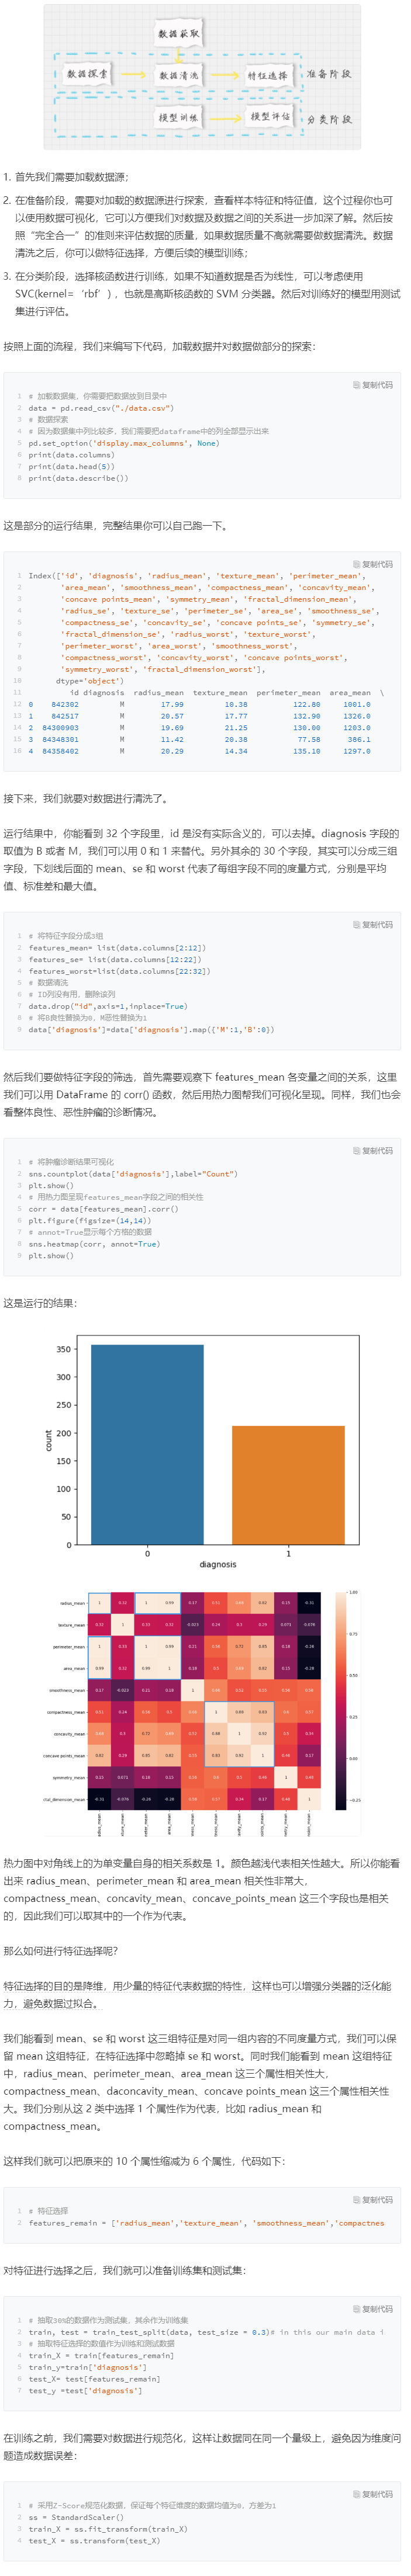 数据获取
数据探索
数据清洗
特征选择
准备阶段
模型训练
模型评估
分类阶段
1. 首先我们需要加载数据源；
2. 在准备阶段，需要对加载的数据源进行探索，查看样本特征和特征值，这个过程你也可
以使用数据可视化，它可以方便我们对数据及数据之间的关系进一步加深了解。然后按
照“完全合一”的准则来评估数据的质量，如果数据质量不高就需要做数据清洗。数据
清洗之后，你可以做特征选择，方便后续的模型训练；
3. 在分类阶段，选择核函数进行训练，如果不知道数据是否为线性，可以考虑使用
SVC(kernel=‘rbf’) ，也就是高斯核函数的 SVM 分类器。然后对训练好的模型用测试
集进行评估。
按照上面的流程，我们来编写下代码，加载数据并对数据做部分的探索：
复制代码
1 # 加载数据集，你需要把数据放到目录中
2 data = pd.read_csv("./data.csv")
3 # 数据探索
4 # 因为数据集中列比较多，我们需要把dataframe中的列全部显示出来
5 pd.set_option('display.max_columns', None)
6 print(data.columns)
7 print(data.head(5))
8 print(data.describe())
这是部分的运行结果，完整结果你可以自己跑一下。
复制代码
1 Index(['id', 'diagnosis', 'radius_mean', 'texture_mean', 'perimeter_mean',
2 'area_mean', 'smoothness_mean', 'compactness_mean', 'concavity_mean',
3 'concave points_mean', 'symmetry_mean', 'fractal_dimension_mean',
4 'radius_se', 'texture_se', 'perimeter_se', 'area_se', 'smoothness_se',
5 'compactness_se', 'concavity_se', 'concave points_se', 'symmetry_se',
6 'fractal_dimension_se', 'radius_worst', 'texture_worst',
7 'perimeter_worst', 'area_worst', 'smoothness_worst',
8 'compactness_worst', 'concavity_worst', 'concave points_worst',
9 'symmetry_worst', 'fractal_dimension_worst'],
10 dtype='object')
11 id diagnosis radius_mean texture_mean perimeter_mean area_mean \
12 0 842302 M 17.99 10.38 122.80 1001.0
13 1 842517 M 20.57 17.77 132.90 1326.0
14 2 84300903 M 19.69 21.25 130.00 1203.0
15 3 84348301 M 11.42 20.38 77.58 386.1
16 4 84358402 M 20.29 14.34 135.10 1297.0
接下来，我们就要对数据进行清洗了。
运行结果中，你能看到 32 个字段里，id 是没有实际含义的，可以去掉。diagnosis 字段的
取值为 B 或者 M，我们可以用 0 和 1 来替代。另外其余的 30 个字段，其实可以分成三组
字段，下划线后面的 mean、se 和 worst 代表了每组字段不同的度量方式，分别是平均
值、标准差和最大值。
复制代码
1 # 将特征字段分成3组
2 features_mean= list(data.columns[2:12])
3 features_se= list(data.columns[12:22])
4 features_worst=list(data.columns[22:32])
5 # 数据清洗
6 # ID列没有用，删除该列
7 data.drop("id",axis=1,inplace=True)
8 # 将B良性替换为0，M恶性替换为1
9 data['diagnosis']=data['diagnosis'].map({'M':1,'B':0})
然后我们要做特征字段的筛选，首先需要观察下 features_mean 各变量之间的关系，这里
我们可以用 DataFrame 的 corr() 函数，然后用热力图帮我们可视化呈现。同样，我们也会
看整体良性、恶性肿瘤的诊断情况。
复制代码
1 # 将肿瘤诊断结果可视化
2 sns.countplot(data['diagnosis'],label="Count")
3 plt.show()
4 # 用热力图呈现features_mean字段之间的相关性
5 corr = data[features_mean].corr()
6 plt.figure(figsize=(14,14))
7 # annot=True显示每个方格的数据
8 sns.heatmap(corr, annot=True)
9 plt.show()
这是运行的结果：
350
300
250
200
150
100
50
0
count
0 1
diagnosis
radius_mean
texture_mean
perimeter_mean
area_mean
smoothness_mean
compactness_mean
concavity_mean
concave points_mean
symmetry_mean
1.00
0.75
0.50
0.25
0.00
−0.25
热力图中对角线上的为单变量自身的相关系数是 1。颜色越浅代表相关性越大。所以你能看
出来 radius_mean、perimeter_mean 和 area_mean 相关性非常大，
compactness_mean、concavity_mean、concave_points_mean 这三个字段也是相关
的，因此我们可以取其中的一个作为代表。
那么如何进行特征选择呢？
特征选择的目的是降维，用少量的特征代表数据的特性，这样也可以增强分类器的泛化能
力，避免数据过拟合。
我们能看到 mean、se 和 worst 这三组特征是对同一组内容的不同度量方式，我们可以保
留 mean 这组特征，在特征选择中忽略掉 se 和 worst。同时我们能看到 mean 这组特征
中，radius_mean、perimeter_mean、area_mean 这三个属性相关性大，
compactness_mean、daconcavity_mean、concave points_mean 这三个属性相关性
大。我们分别从这 2 类中选择 1 个属性作为代表，比如 radius_mean 和
compactness_mean。
这样我们就可以把原来的 10 个属性缩减为 6 个属性，代码如下：
复制代码
1 # 特征选择
2 features_remain = ['radius_mean','texture_mean', 'smoothness_mean','compactnes
对特征进行选择之后，我们就可以准备训练集和测试集：
复制代码
1 # 抽取30%的数据作为测试集，其余作为训练集
2 train, test = train_test_split(data, test_size = 0.3)# in this our main data i
3 # 抽取特征选择的数值作为训练和测试数据
4 train_X = train[features_remain]
5 train_y=train['diagnosis']
6 test_X= test[features_remain]
7 test_y =test['diagnosis']
在训练之前，我们需要对数据进行规范化，这样让数据同在同一个量级上，避免因为维度问
题造成数据误差：
复制代码
1 # 采用Z-Score规范化数据，保证每个特征维度的数据均值为0，方差为1
2 ss = StandardScaler()
3 train_X = ss.fit_transform(train_X)
4 test_X = ss.transform(test_X)